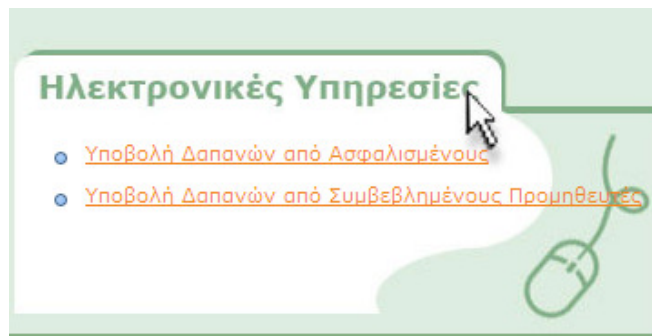 Ηλεκτρονικές Υπηρεσίες
Υποβολή Δαπανών από Ασφαλισμένους
Υποβολή Δαπανών από Συμβεβλημένους Προμηθευτές